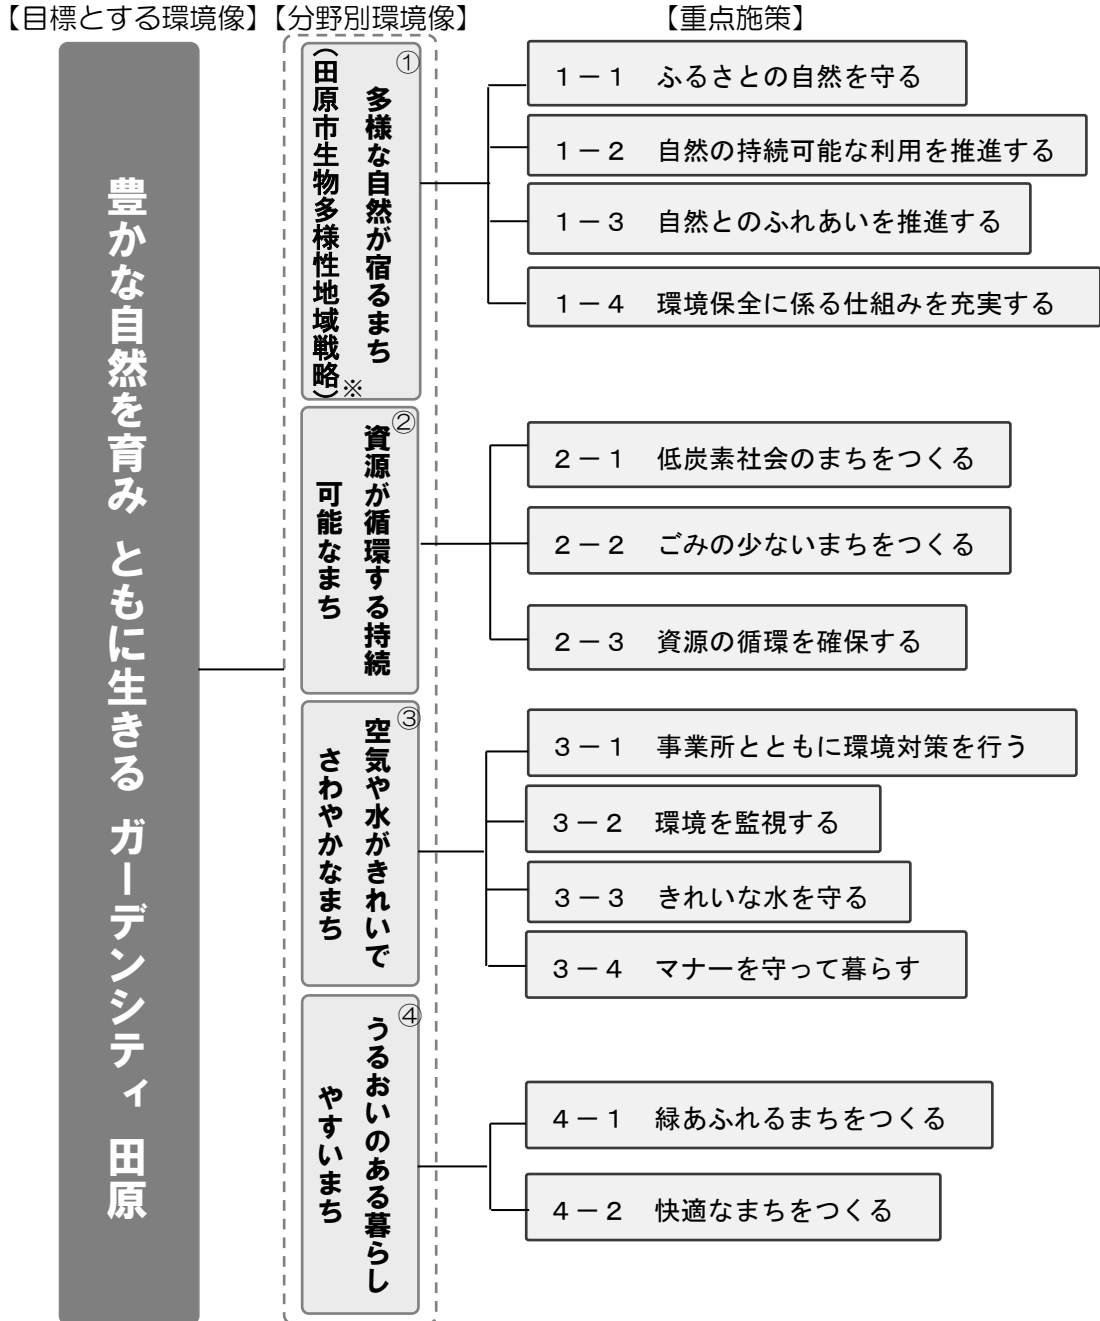 【目標とする環境像】
【分野別環境像】
【重点施策】
豊かな自然を育み ともに生きる ガーデンシティ 田原
①
多様な自然が宿るまち
（田原市生物多様性地域戦略）※
1－1 ふるさとの自然を守る
1－2 自然の持続可能な利用を推進する
1－3 自然とのふれあいを推進する
1－4 環境保全に係る仕組みを充実する
②
資源が循環する持続
可能なまち
2－1 低炭素社会のまちをつくる
2－2 ごみの少ないまちをつくる
2－3 資源の循環を確保する
③
空気や水がきれいで
さわやかなまち
3－1 事業所とともに環境対策を行う
3－2 環境を監視する
3－3 きれいな水を守る
3－4 マナーを守って暮らす
④
うるおいのある暮らし
やすいまち
4－1 緑あふれるまちをつくる
4－2 快適なまちをつくる